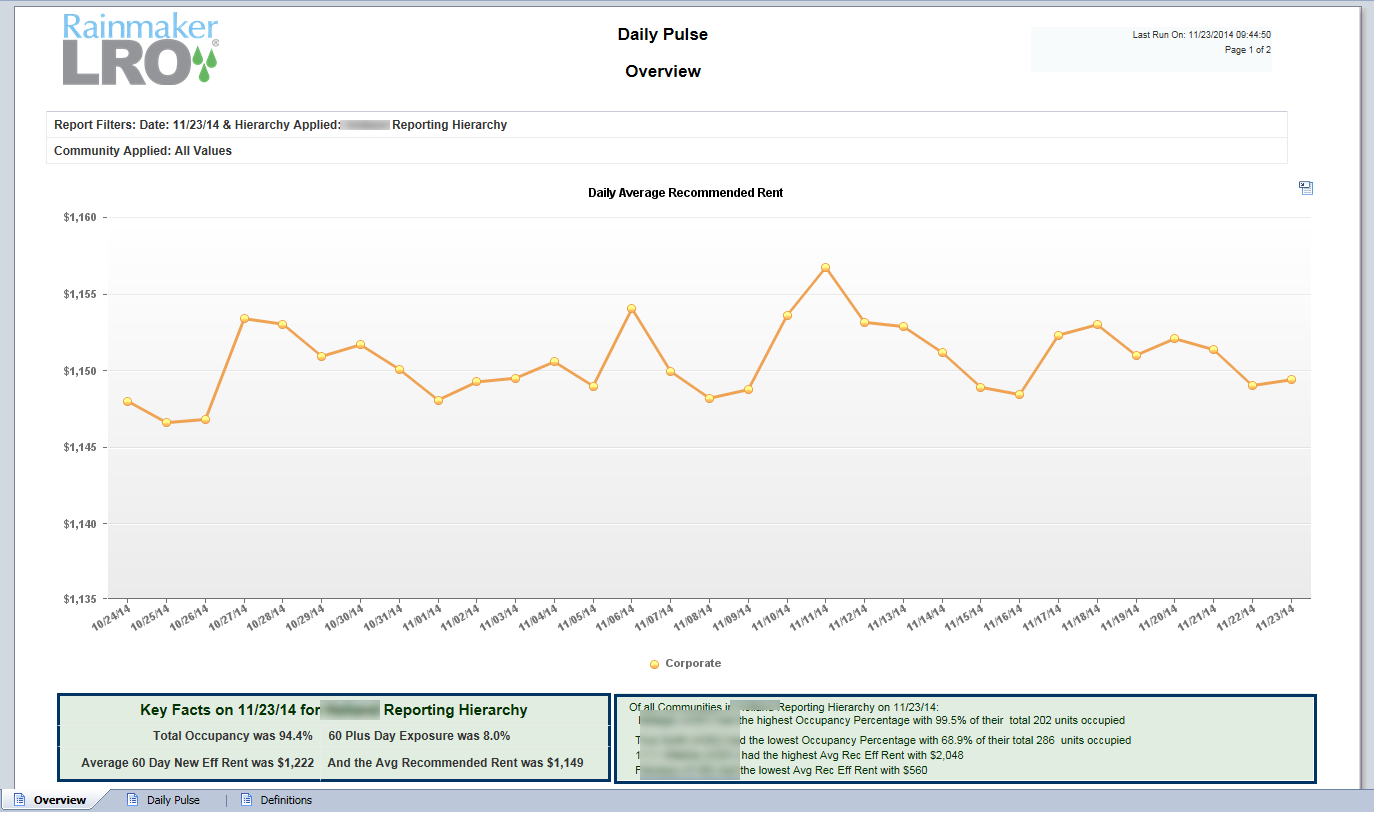 Rainmaker
LRO®
Daily Pulse
Overview
Last Run On: 11/23/2014 09:44:50
Page 1 of 2
Report Filters: Date: 11/23/14 & Hierarchy Applied: Reporting Hierarchy
Community Applied: All Values
Daily Average Recommended Rent
$1,160
$1,155
$1,150
$1,145
$1,140
$1,135
10/24/14
10/25/14
10/26/14
10/27/14
10/28/14
10/29/14
10/30/14
10/31/14
11/01/14
11/02/14
11/03/14
11/04/14
11/05/14
11/06/14
11/07/14
11/08/14
11/09/14
11/10/14
11/11/14
11/12/14
11/13/14
11/14/14
11/15/14
11/16/14
11/17/14
11/18/14
11/19/14
11/20/14
11/21/14
11/22/14
11/23/14
Corporate
Key Facts on 11/23/14 for Reporting Hierarchy
Total Occupancy was 94.4% 60 Plus Day Exposure was 8.0%
Average 60 Day New Eff Rent was $1,222 And the Avg Recommended Rent was $1,149
Of all Communities Reporting Hierarchy on 11/23/14:
the highest Occupancy Percentage with 99.5% of their total 202 units occupied
the lowest Occupancy Percentage with 68.9% of their total 286 units occupied
had the highest Avg Rec Eff Rent with $2,048
the lowest Avg Rec Eff Rent with $560
Overview Daily Pulse | Definitions